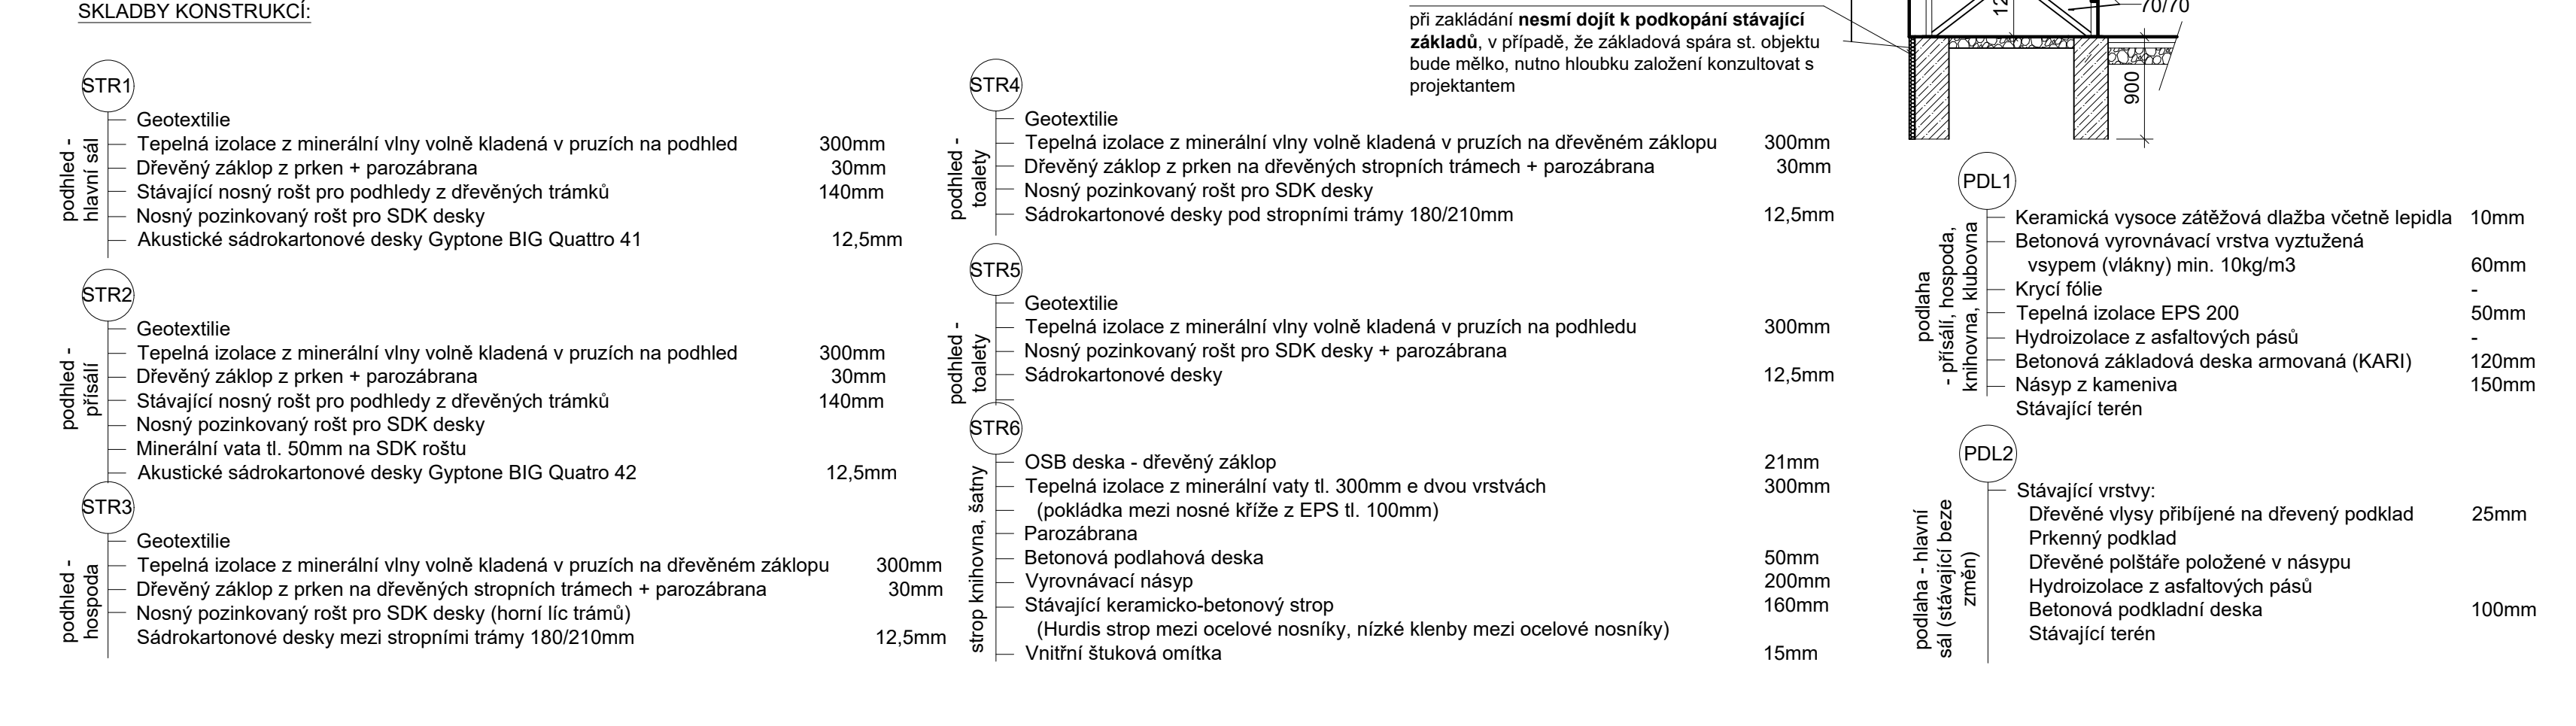 SKLADBY KONSTRUKCÍ:
STR1
podhled -
hlavní sál
Geotextilie
Tepelná izolace z minerální vlny volně kladená v pruzích na podhled 300mm
Dřevěný záklop z prken + parozábrana 30mm
Stávající nosný rošt pro podhledy z dřevěných trámků 140mm
Nosný pozinkovaný rošt pro SDK desky
Akustické sádrokartonové desky Gyptone BIG Quattro 41 12,5mm
STR2
podhled -
přísálí
Geotextilie
Tepelná izolace z minerální vlny volně kladená v pruzích na podhled 300mm
Dřevěný záklop z prken + parozábrana 30mm
Stávající nosný rošt pro podhledy z dřevěných trámků 140mm
Nosný pozinkovaný rošt pro SDK desky
Minerální vata tl. 50mm na SDK roštu
Akustické sádrokartonové desky Gyptone BIG Quatro 42 12,5mm
STR3
podhled -
hospoda
Geotextilie
Tepelná izolace z minerální vlny volně kladená v pruzích na dřevěném záklopu 300mm
Dřevěný záklop z prken na dřevěných stropních trámech + parozábrana 30mm
Nosný pozinkovaný rošt pro SDK desky (horní líc trámů)
Sádrokartonové desky mezi stropními trámy 180/210mm 12,5mm
STR4
podhled -
toalety
Geotextilie
Tepelná izolace z minerální vlny volně kladená v pruzích na dřevěném záklopu 300mm
Dřevěný záklop z prken na dřevěných stropních trámech + parozábrana 30mm
Nosný pozinkovaný rošt pro SDK desky
Sádrokartonové desky pod stropními trámy 180/210mm 12,5mm
STR5
podhled -
toalety
Geotextilie
Tepelná izolace z minerální vlny volně kladená v pruzích na podhledu 300mm
Nosný pozinkovaný rošt pro SDK desky + parozábrana
Sádrokartonové desky 12,5mm
STR6
strop knihovna, šatny
OSB deska - dřevěný záklop 21mm
Tepelná izolace z minerální vaty tl. 300mm e dvou vrstvách 300mm
(pokládka mezi nosné kříže z EPS tl. 100mm)
Parozábrana
Betonová podlahová deska 50mm
Vyrovnávací násyp 200mm
Stávající keramicko-betonový strop 160mm
(Hurdis strop mezi ocelové nosníky, nízké klenby mezi ocelové nosníky)
Vnitřní štuková omítka 15mm
při zakládání nesmí dojít k podkopání stávající
základů, v případě, že základová spára st. objektu
bude mělko, nutno hloubku založení konzultovat s
projektantem
70/70
900
PDL1
podlaha
- přísálí, hospoda,
knihovna, klubovna
Keramická vysoce zátěžová dlažba včetně lepidla 10mm
Betonová vyrovnávací vrstva vyztužená
vsypem (vlákny) min. 10kg/m3 60mm
Krycí fólie -
Tepelná izolace EPS 200 50mm
Hydroizolace z asfaltových pásů -
Betonová základová deska armovaná (KARI) 120mm
Násyp z kameniva 150mm
Stávající terén
PDL2
podlaha - hlavní
sál (stávající beze
změn)
Stávající vrstvy:
Dřevěné vlysy přibíjené na dřevený podklad 25mm
Prkenný podklad
Dřevěné polštáře položené v násypu
Hydroizolace z asfaltových pásů
Betonová podkladní deska 100mm
Stávající terén